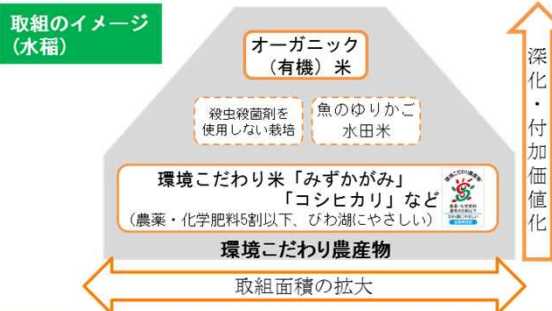 取組のイメージ
(水稲)
オーガニック
(有機)米
殺虫殺菌剤を
使用しない栽培
魚のゆりかご
水田米
環境こだわり米「みずかがみ」
「コシヒカリ」など
(農薬・化学肥料5割以下、びわ湖にやさしい)
環境こだわり農産物
取組面積の拡大
深化・付加価値化